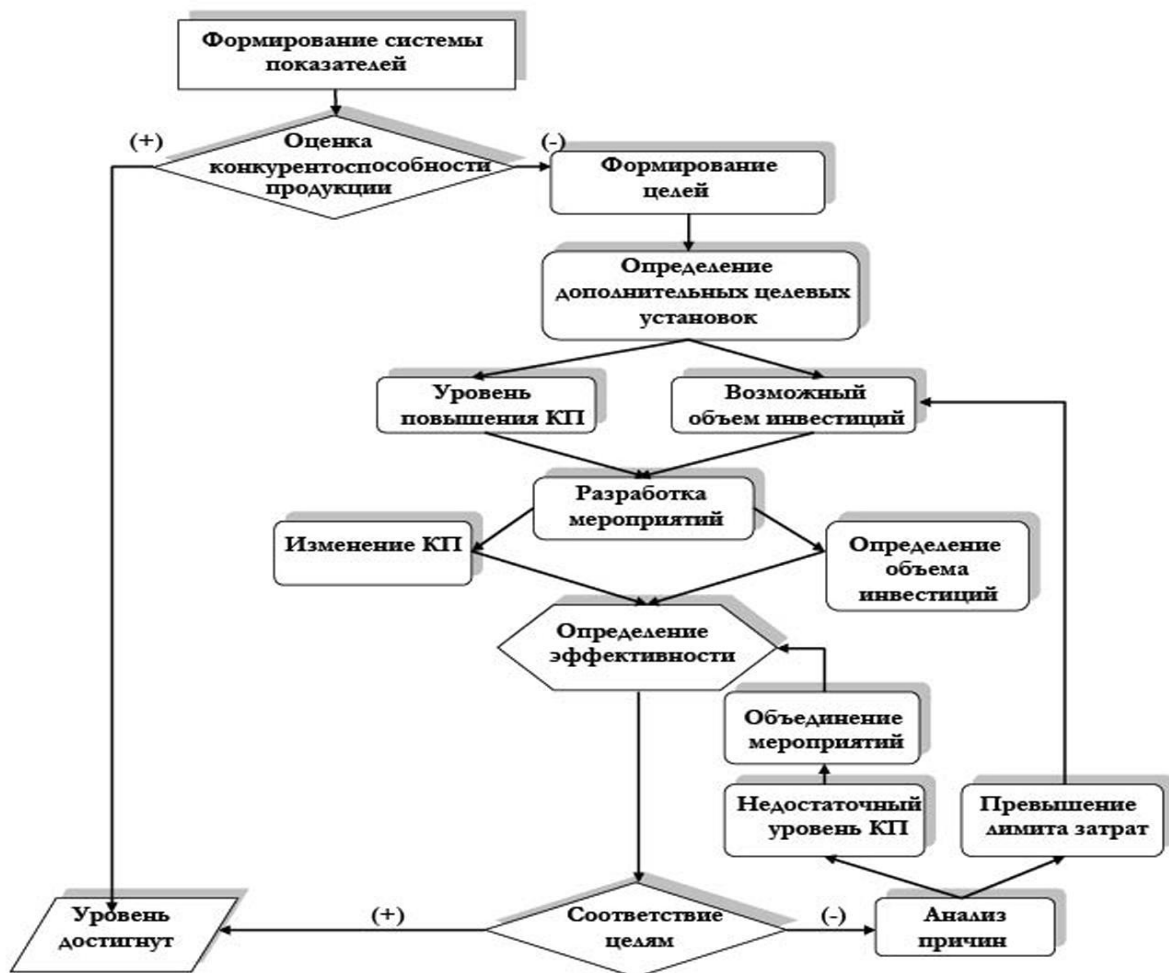 Формирование системы
показателей
(+)
Оценка
конкурентоспособности
продукции
(-)
Формирование
целей
Определение
дополнительных целевых
установок
Уровень
повышения КП
Возможный
объем инвестиций
Разработка
мероприятий
Изменение КП
Определение
объема
инвестиций
Определение
эффективности
Объединение
мероприятий
Недостаточный
уровень КП
Превышение
лимита затрат
Уровень
достигнут
(+)
Соответствие
целям
(-)
Анализ
причин